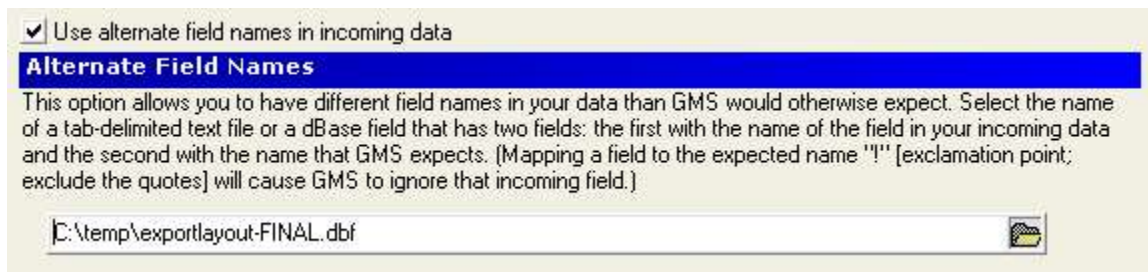 Use alternate field names in incoming data
Alternate Field Names
This option allows you to have different field names in your data than GMS would otherwise expect. Select the name
of a tab-delimited text file or a dBase field that has two fields: the first with the name of the field in your incoming data
and the second with the name that GMS expects. (Mapping a field to the expected name "!" [exclamation point;
exclude the quotes] will cause GMS to ignore that incoming field.)
C:\temp\exportlayout-FINAL.dbf